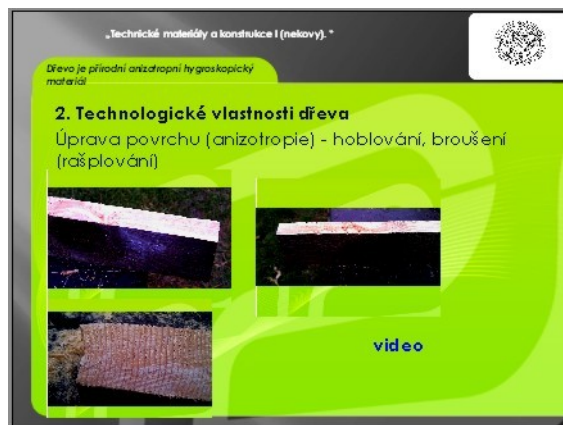 „Technické materiály a konstrukce I (nekovy). "
Dřevo je přírodní anizatropní hygroskopický
materiál
2. Technologické vlastnosti dřeva
Úprava povrchu (anizotropie) - hoblování, broušení
(rašplování)
video